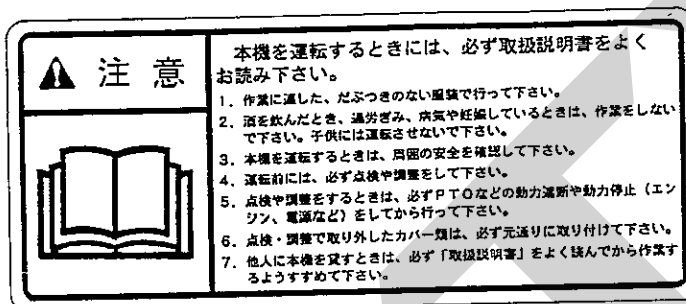 注 意
本機を運転するときには、必ず取扱説明書をよく
お読み下さい。
1. 作業に適した、だぶつきのない服装で行って下さい。
2. 酒を飲んだとき、過労ぎみ、病気や妊娠しているときは、作業をしない
で下さい。子供には運転させないで下さい。
3. 本機を運転するときは、周囲の安全を確認して下さい。
4. 運転前には、必ず点検や調整をして下さい。
5. 点検や調整をするときは、必ずPTOなどの動力遮断や動力停止（エン
ジン、電源など）をしてから行って下さい。
6. 点検・調整で取り外したカバー類は、必ず元通りに取り付けて下さい。
7. 他人に本機を貸すときは、必ず「取扱説明書」をよく読んでから作業す
るようすすめて下さい。